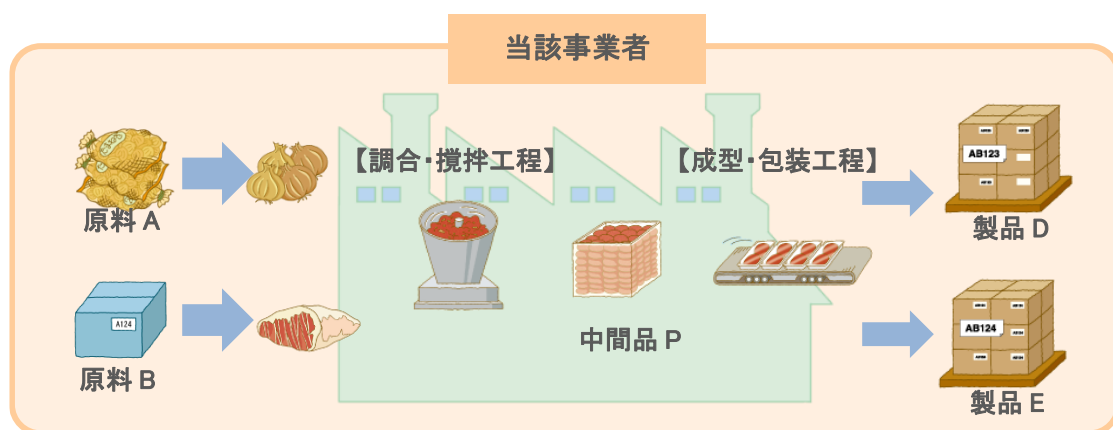 当該事業者
【調合・撹拌工程】
【成型・包装工程】
原料 A
AB123
製品 D
A124
中間品 P
原料 B
AB124
製品 E